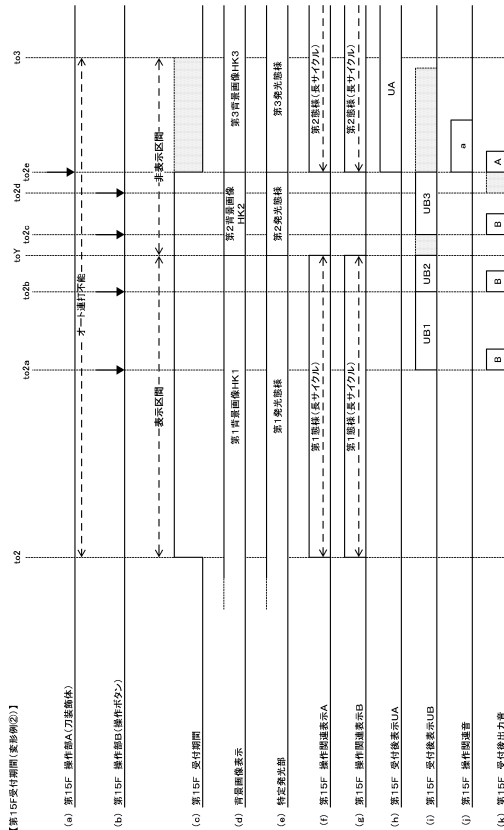 【第15F受付期間(変形例②)】
to2
to2a
to2b
toY
to2c
to2d
to2e
to3
(a) 第15F 操作部A(刀装飾体)
オート連打不能
(b) 第15F 操作部B(操作ボタン)
表示区間
非表示区間
(c) 第15F 受付期間
(d) 背景画像表示
第1背景画像HK1
第2背景画像
HK2
第3背景画像HK3
(e) 特定発光部
第1発光態様
第2発光態様
第3発光態様
(f) 第15F 操作関連表示A
第1態様(長サイクル)
第2態様(長サイクル)
(g) 第15F 操作関連表示B
第1態様(長サイクル)
第2態様(長サイクル)
(h) 第15F 受付後表示UA
UA
(i) 第15F 受付後表示UB
UB1
UB2
UB3
(j) 第15F 操作関連音
a
(k) 第15F 受付後出力音
B
B
B
A